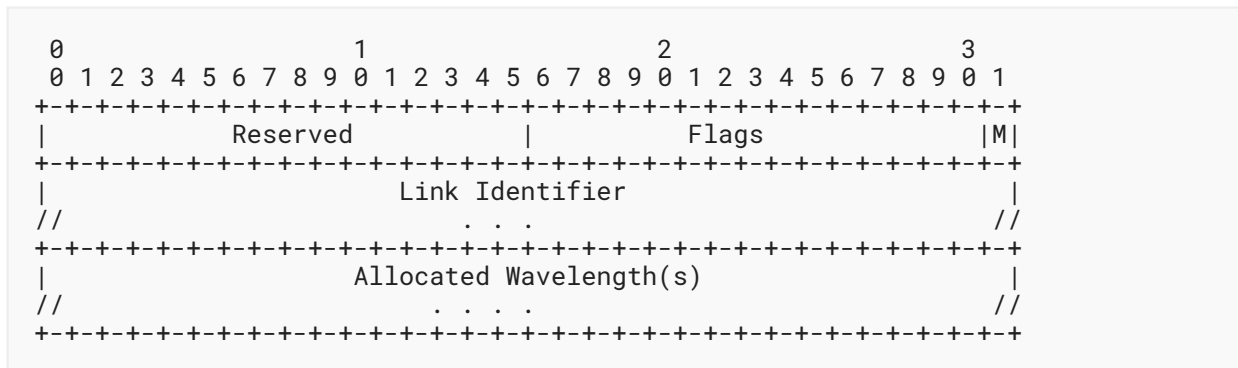 0                   1                   2                   3
 0 1 2 3 4 5 6 7 8 9 0 1 2 3 4 5 6 7 8 9 0 1 2 3 4 5 6 7 8 9 0 1
+-+-+-+-+-+-+-+-+-+-+-+-+-+-+-+-+-+-+-+-+-+-+-+-+-+-+-+-+-+-+-+-+
|            Reserved           |          Flags              |M|
+-+-+-+-+-+-+-+-+-+-+-+-+-+-+-+-+-+-+-+-+-+-+-+-+-+-+-+-+-+-+-+-+
|                       Link Identifier                         |
//                          . . .                              //
+-+-+-+-+-+-+-+-+-+-+-+-+-+-+-+-+-+-+-+-+-+-+-+-+-+-+-+-+-+-+-+-+
|                    Allocated Wavelength(s)                    |
//                        . . . .                              //
+-+-+-+-+-+-+-+-+-+-+-+-+-+-+-+-+-+-+-+-+-+-+-+-+-+-+-+-+-+-+-+-+